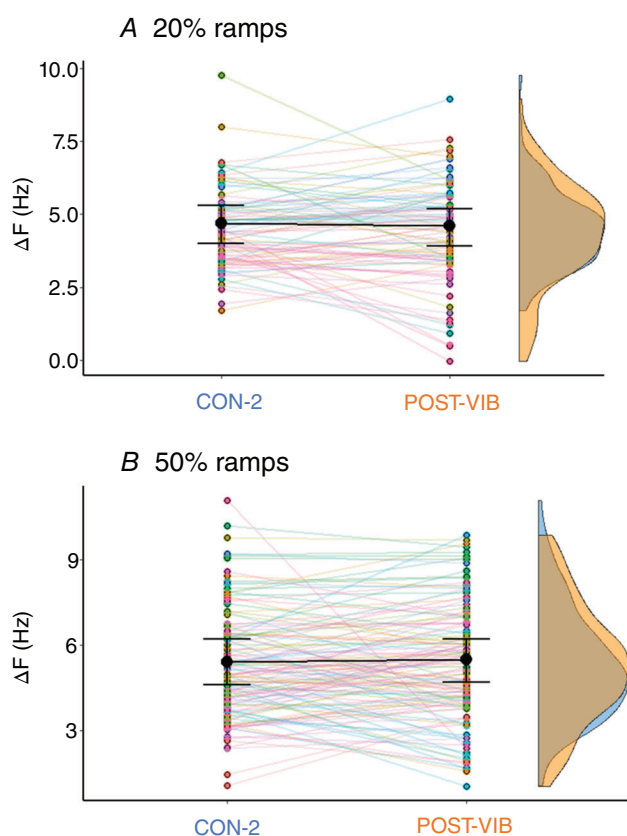 A 20% ramps
10.0
7.5
5.0
2.5
0.0
ΔF (Hz)
CON-2
POST-VIB
B 50% ramps
9
6
3
ΔF (Hz)
CON-2
POST-VIB